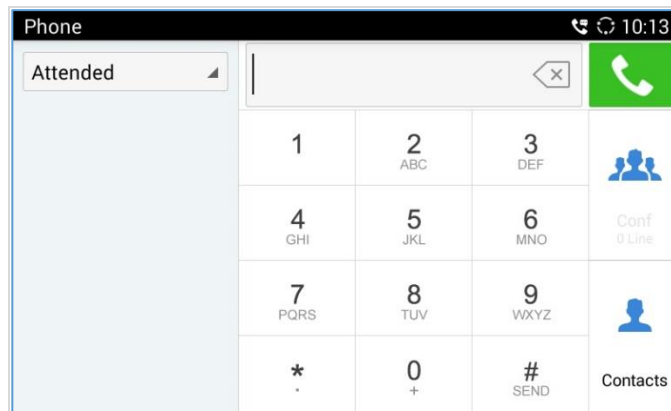 Phone
10:13
Attended
1
2
ABC
3
DEF
4
GHI
5
JKL
6
MNO
Conf
0 Line
7
PQRS
8
TUV
9
WXYZ
*
.
0
+
#
SEND
Contacts